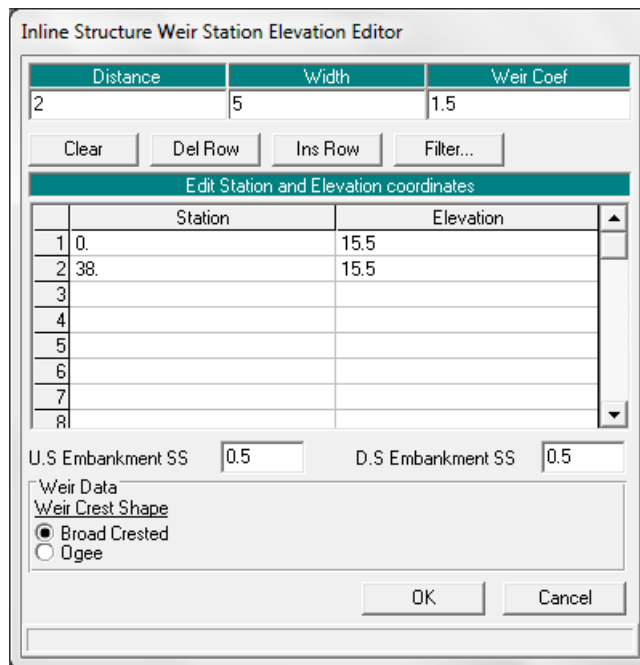 Inline Structure Weir Station Elevation Editor
Distance Width Weir Coef
2 5 1.5
Clear Del Row Ins Row Filter...
Edit Station and Elevation coordinates
Station Elevation
1 0. 15.5
2 38. 15.5
3
4
5
6
7
8
U.S Embankment SS 0.5 D.S Embankment SS 0.5
Weir Data
Weir Crest Shape
Broad Crested
Ogee
OK Cancel